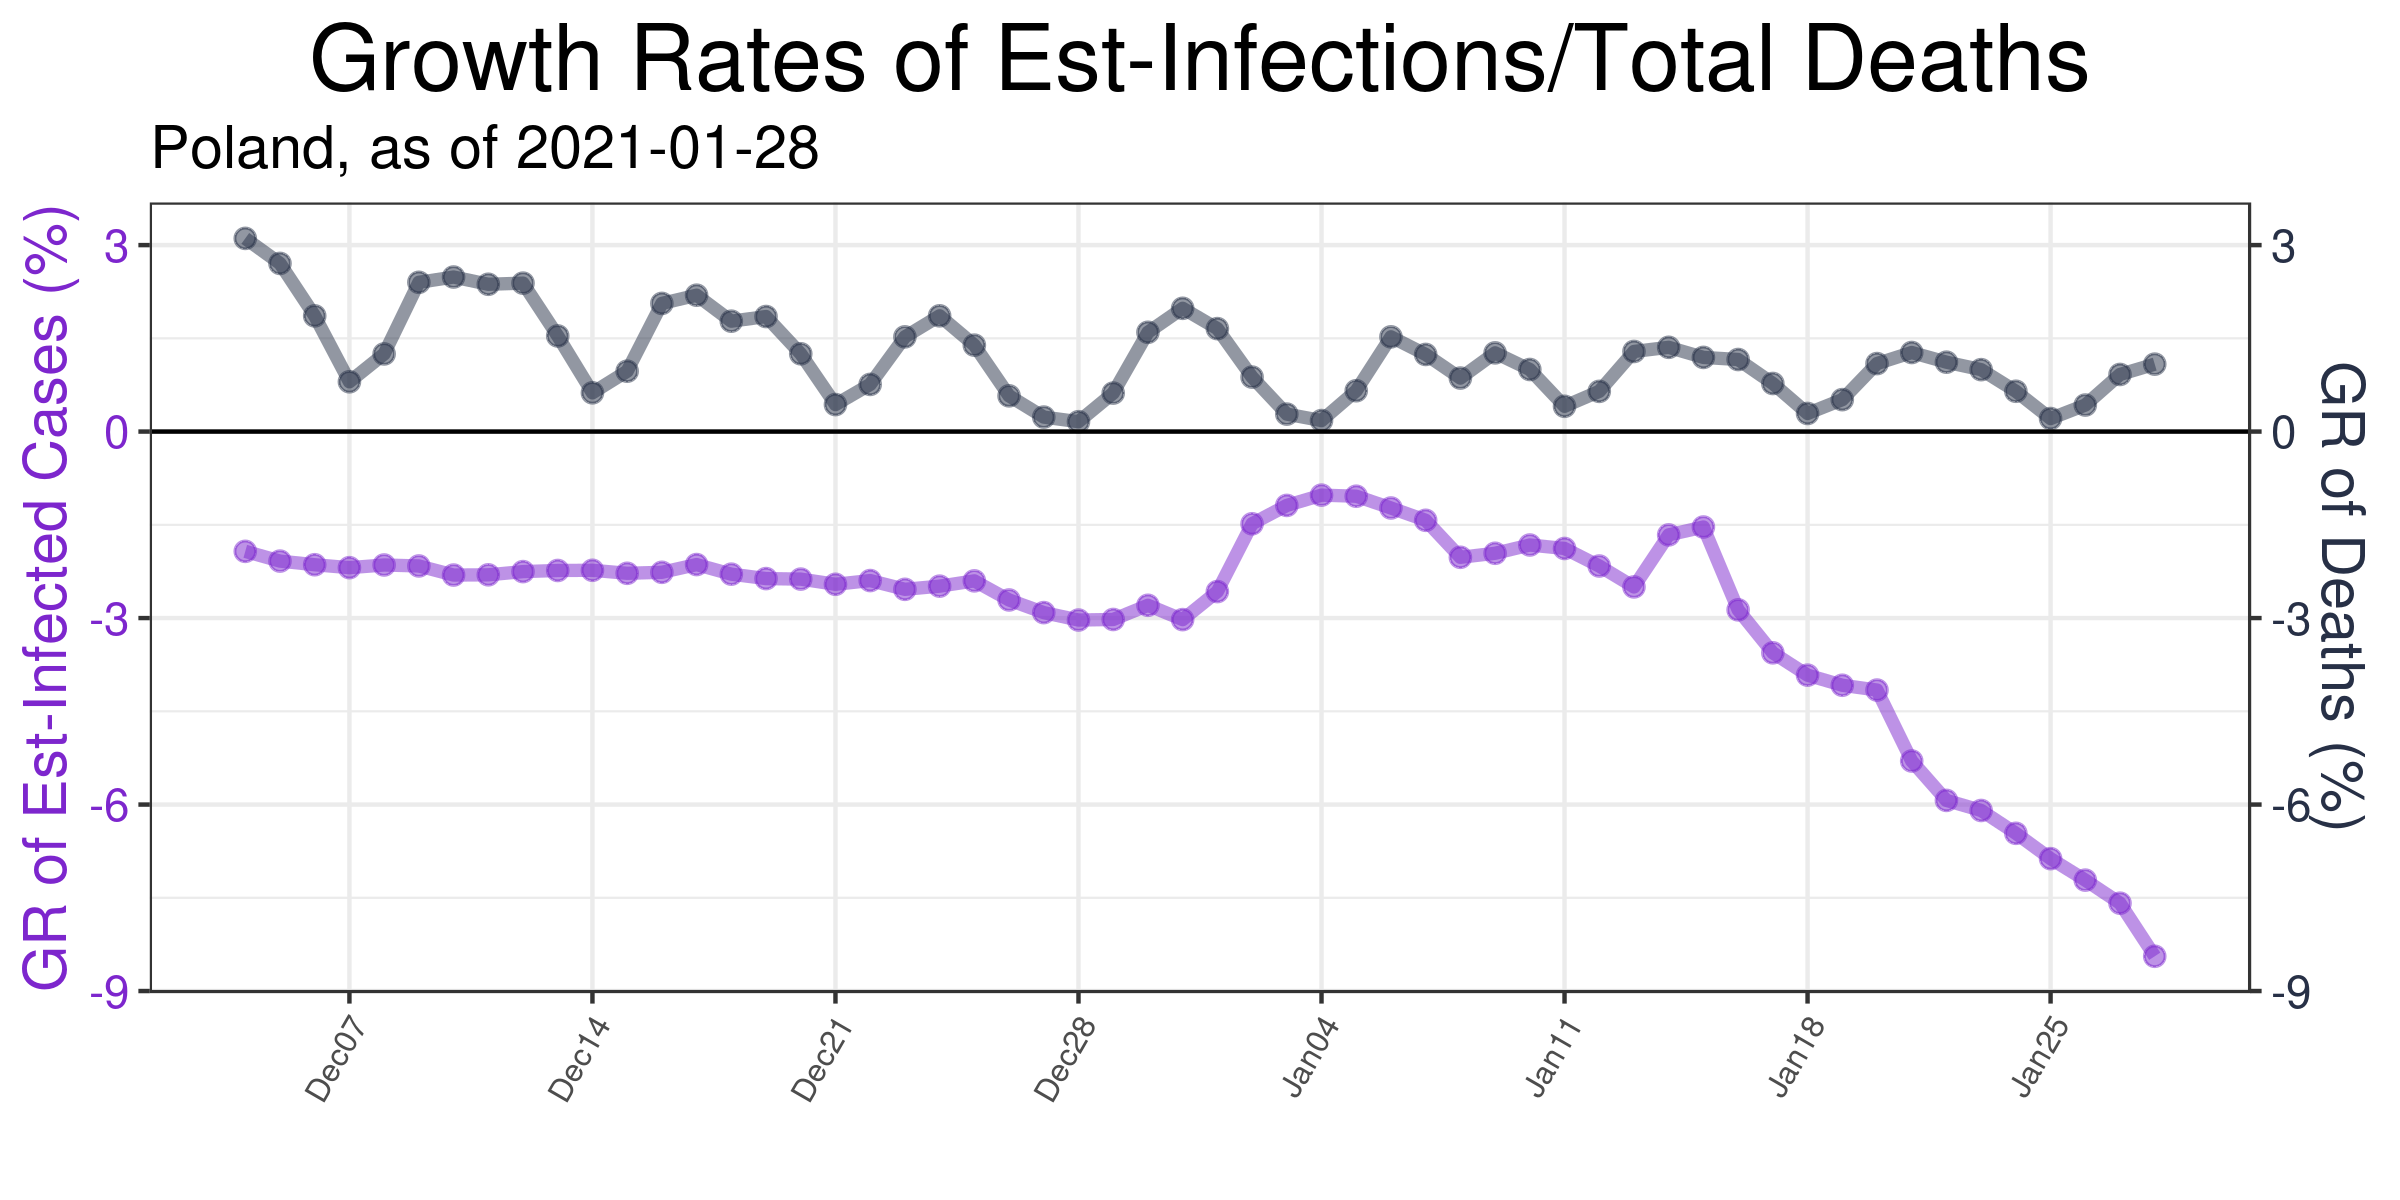 Growth Rates of Est-Infections/Total Deaths
Poland, as of 2021-01-28
GR of Est-Infected Cases (%)
3
0
-3
-6
-9
3
0
-3
-6
-9
GR of Deaths (%)
Dec07
Dec14
Dec21
Dec28
Jan04
Jan11
Jan18
Jan25